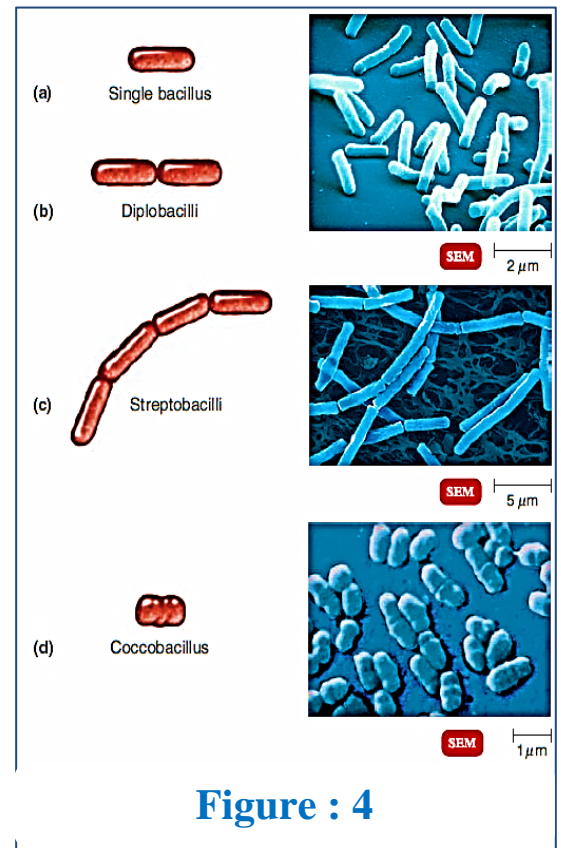 (a) Single bacillus
(b) Diplobacilli
SEM 2 μm
(c) Streptobacilli
SEM 5 μm
(d) Coccobacillus
SEM 1 μm
Figure : 4